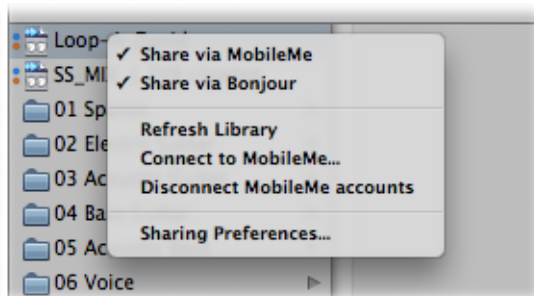 Loop-
✓ Share via MobileMe
SS_MI
✓ Share via Bonjour
01 Sp
Refresh Library
02 Ele
Connect to MobileMe...
03 Ac
Disconnect MobileMe accounts
04 Ba
Sharing Preferences...
05 Ac
06 Voice